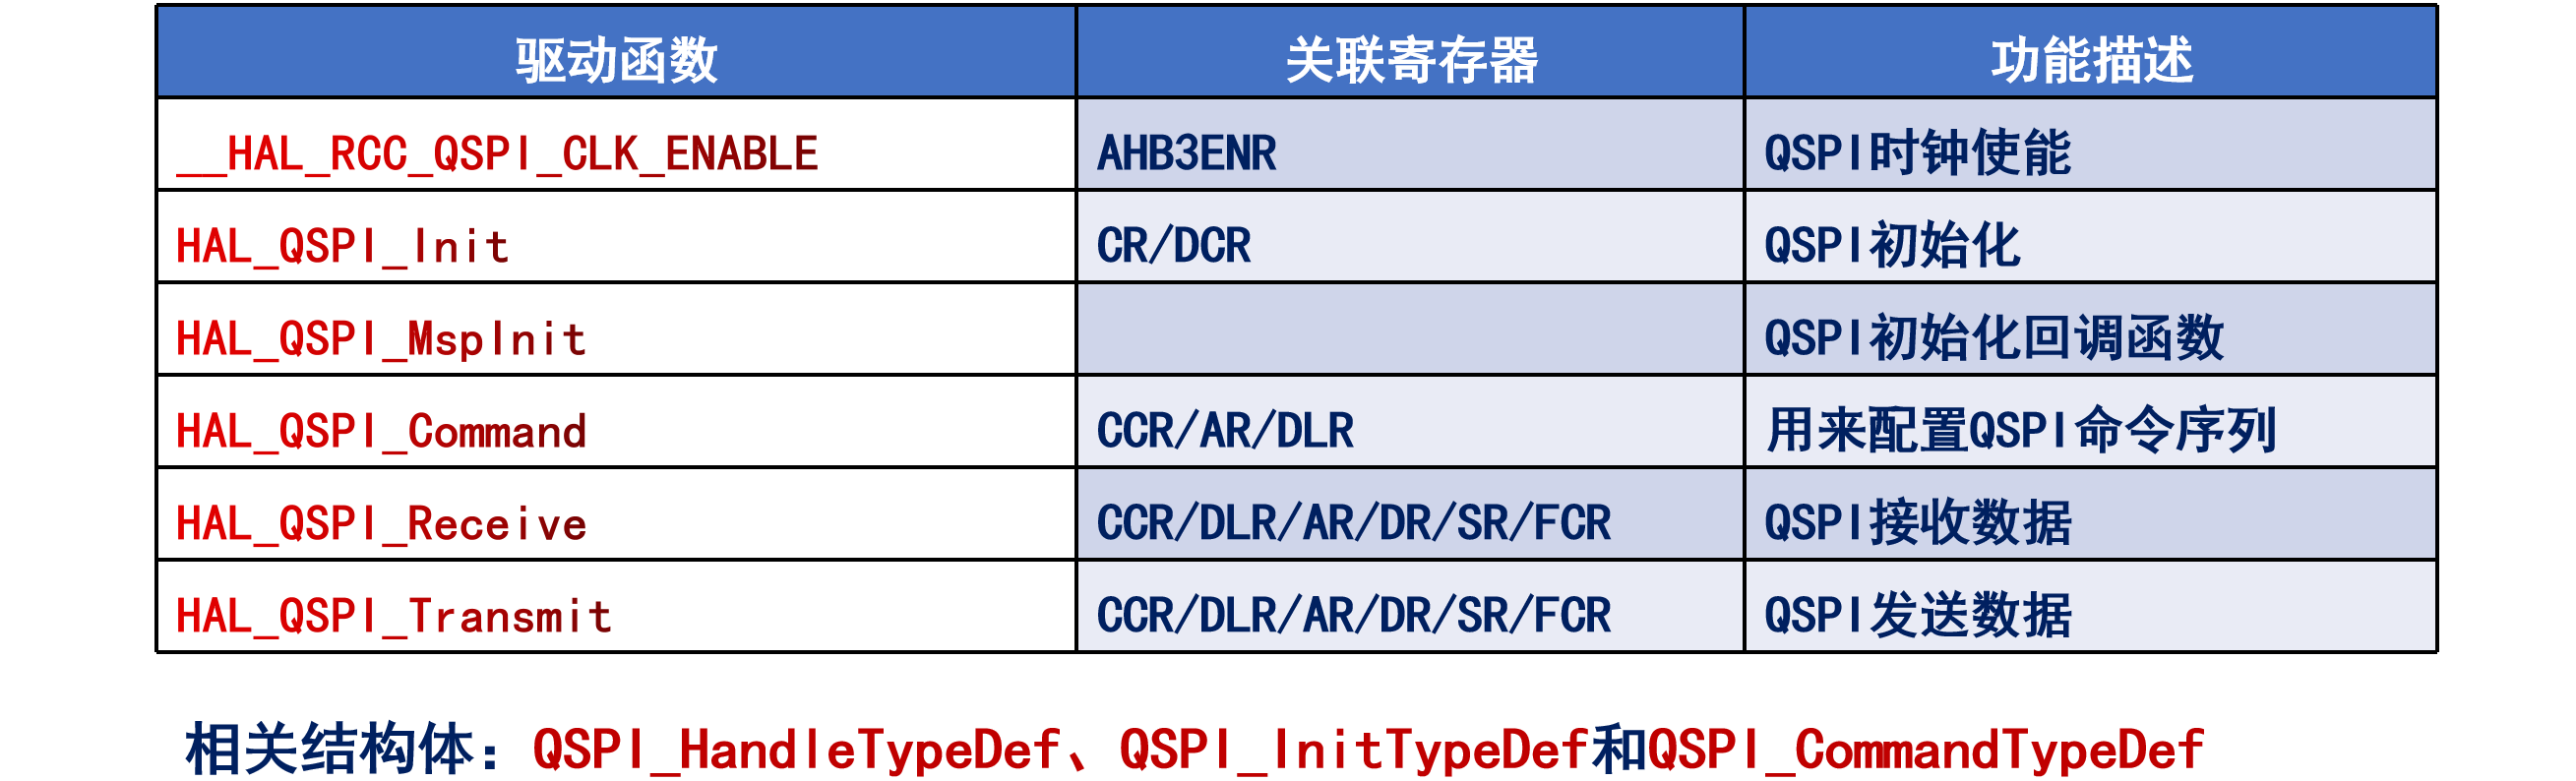 驱动函数 关联寄存器 功能描述
__HAL_RCC_QSPI_CLK_ENABLE AHB3ENR QSPI时钟使能
HAL_QSPI_Init CR/DCR QSPI初始化
HAL_QSPI_MspInit QSPI初始化回调函数
HAL_QSPI_Command CCR/AR/DLR 用来配置QSPI命令序列
HAL_QSPI_Receive CCR/DLR/AR/DR/SR/FCR QSPI接收数据
HAL_QSPI_Transmit CCR/DLR/AR/DR/SR/FCR QSPI发送数据
相关结构体：QSPI_HandleTypeDef、QSPI_InitTypeDef和QSPI_CommandTypeDef